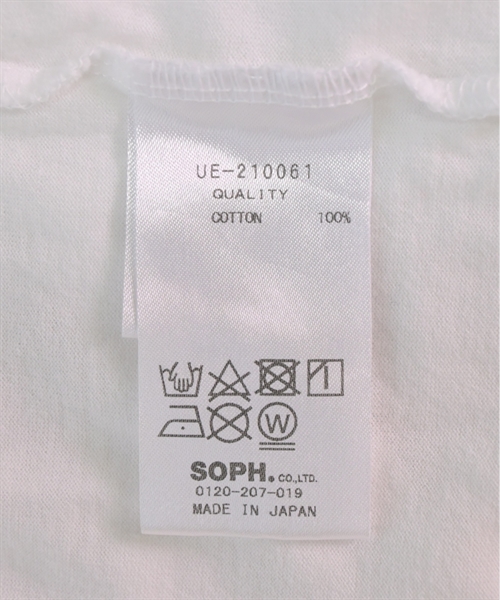 UE-210061
QUALITY
COTTON 100%
W
SOPH. CO.,LTD.
0120-207-019
MADE IN JAPAN